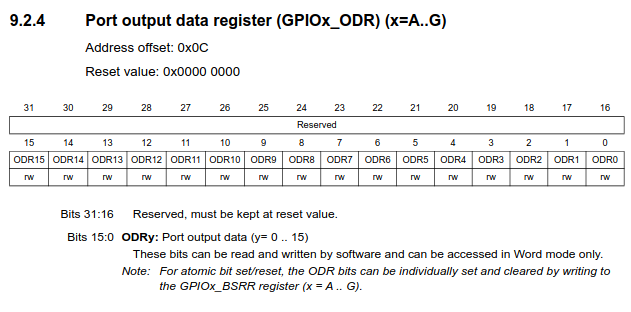 9.2.4 Port output data register (GPIOx_ODR) (x=A..G)
Address offset: 0x0C
Reset value: 0x0000 0000
31 30 29 28 27 26 25 24 23 22 21 20 19 18 17 16
Reserved
15 14 13 12 11 10 9 8 7 6 5 4 3 2 1 0
ODR15 ODR14 ODR13 ODR12 ODR11 ODR10 ODR9 ODR8 ODR7 ODR6 ODR5 ODR4 ODR3 ODR2 ODR1 ODR0
rw rw rw rw rw rw rw rw rw rw rw rw rw rw rw rw
Bits 31:16 Reserved, must be kept at reset value.
Bits 15:0 ODRy: Port output data (y= 0 .. 15)
These bits can be read and written by software and can be accessed in Word mode only.
Note: For atomic bit set/reset, the ODR bits can be individually set and cleared by writing to
the GPIOx_BSRR register (x = A .. G).